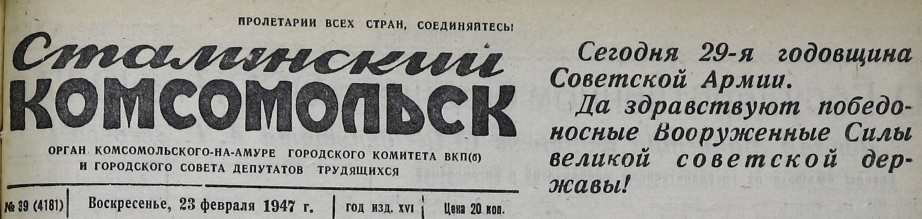 ПРОЛЕТАРИИ ВСЕХ СТРАН, СОЕДИНЯЙТЕСЬ!
Сталинский
КОМСОМОЛЬСК
ОРГАН КОМСОМОЛЬСКОГО-НА-АМУРЕ ГОРОДСКОГО КОМИТЕТА ВКП(б)
И ГОРОДСКОГО СОВЕТА ДЕПУТАТОВ ТРУДЯЩИХСЯ
№ 39 (4181) Воскресенье, 23 февраля 1947 г. ГОД ИЗД. XVI Цена 20 коп.
Сегодня 29-я годовщина
Советской Армии.
Да здравствуют победо-
носные Вооруженные Силы
великой советской дер-
жавы!